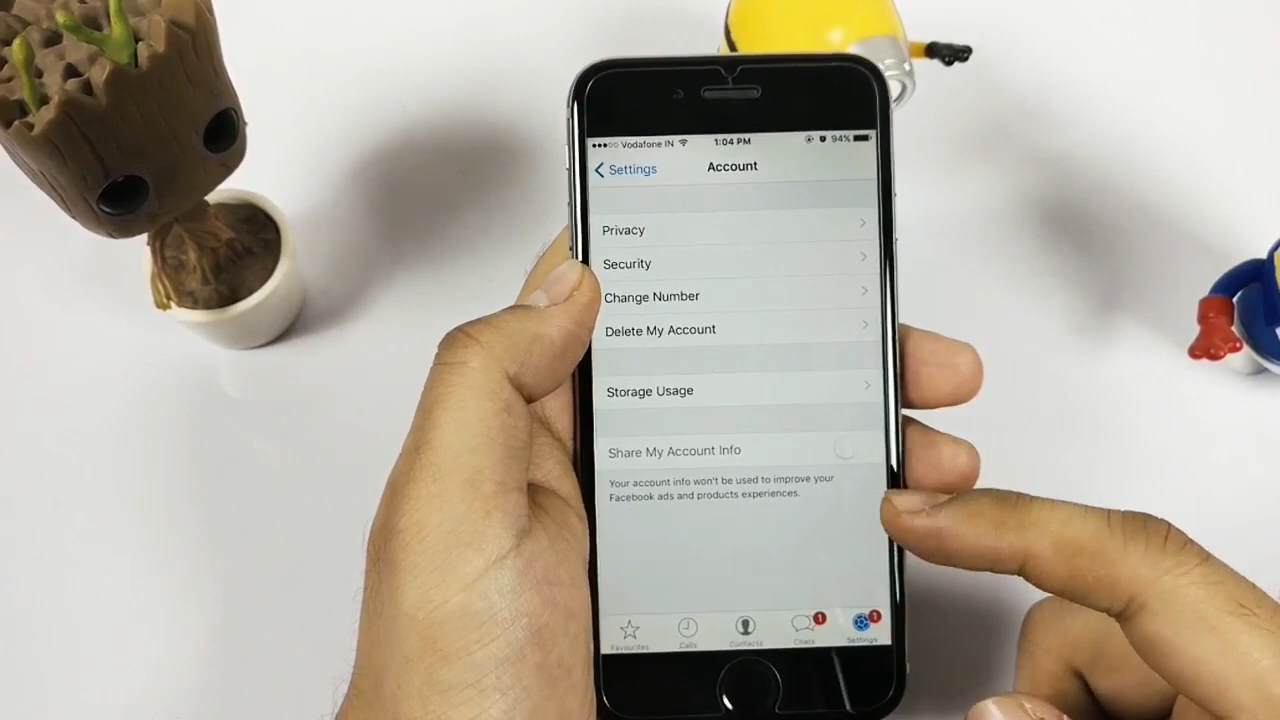 Vodafone IN 1:04 PM 94%
Settings Account
Privacy
Security
Change Number
Delete My Account
Storage Usage
Share My Account Info
Your account info won't be used to improve your
Facebook ads and products experiences.
1 1
Favourites Calls Contacts Chats Settings